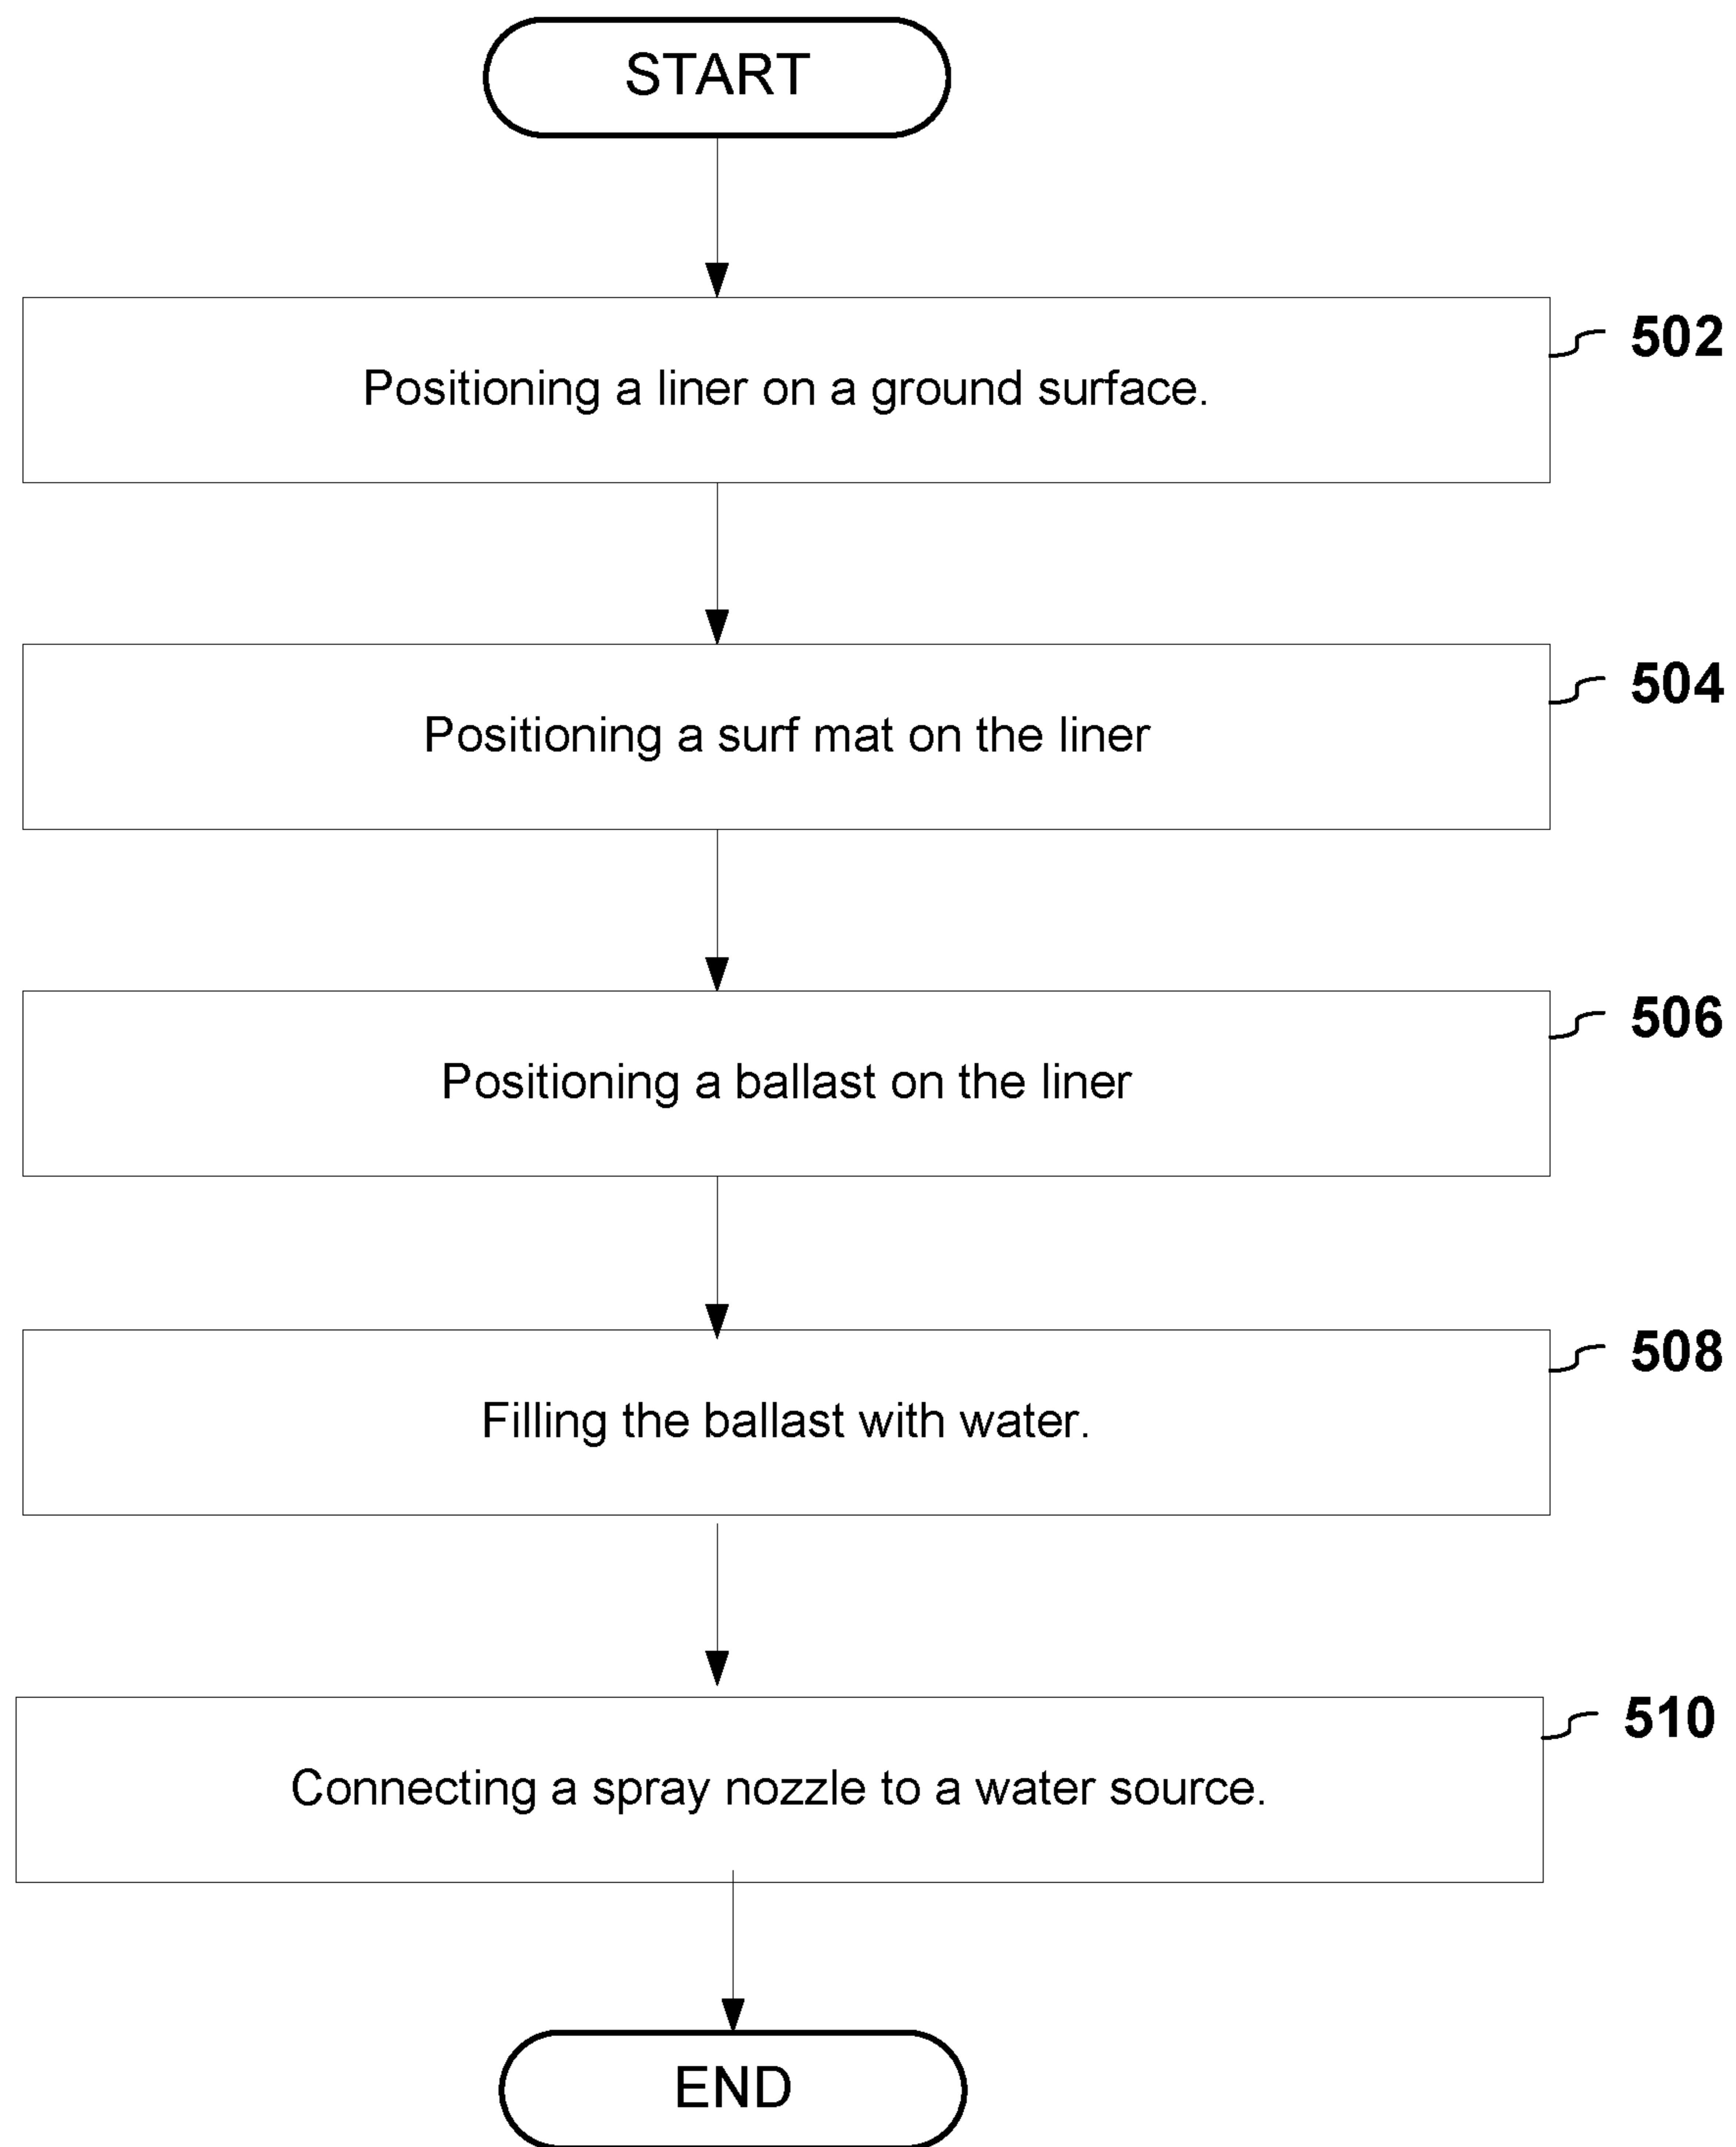 START
Positioning a liner on a ground surface.
502
Positioning a surf mat on the liner
504
Positioning a ballast on the liner
506
Filling the ballast with water.
508
Connecting a spray nozzle to a water source.
510
END